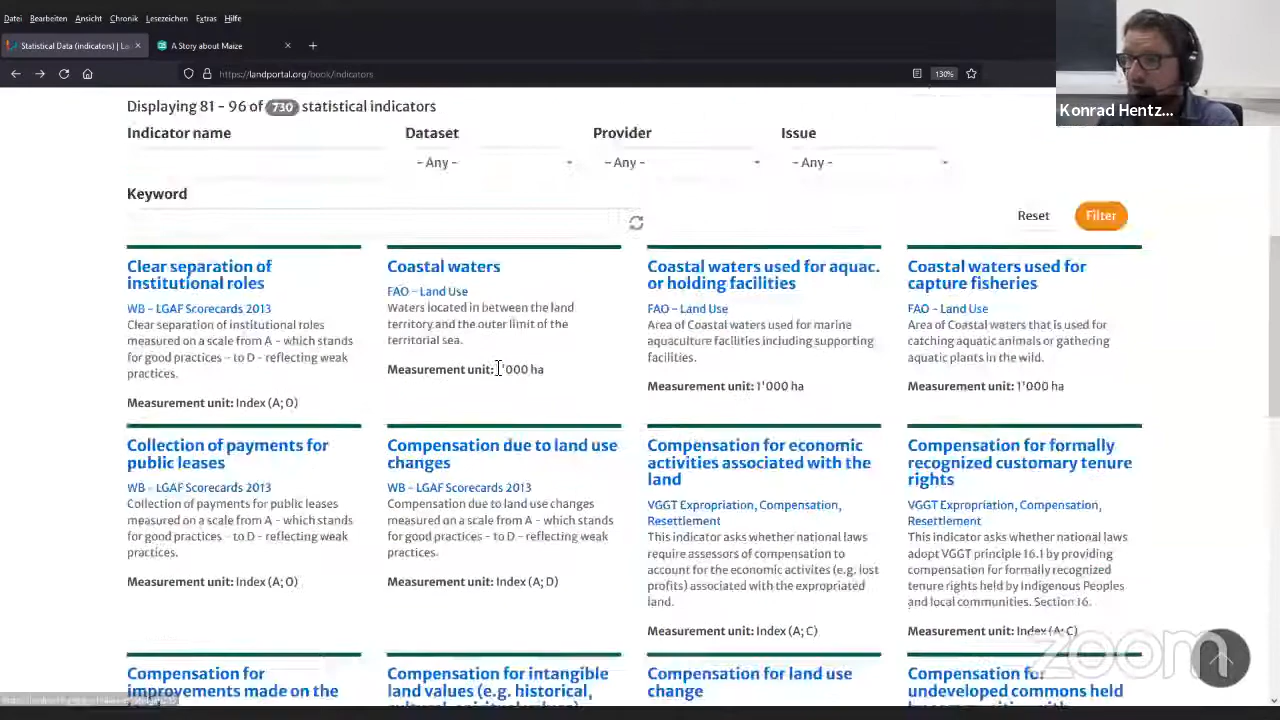 Datei Bearbeiten Ansicht Chronik Lesezeichen Extras Hilfe
Statistical Data (indicators) | La
A Story about Maize
https://landportal.org/book/indicators
130%
Konrad Hentz...
Displaying 81 - 96 of 730 statistical indicators
Indicator name Dataset Provider Issue
- Any - - Any - - Any -
Keyword
Reset Filter
Clear separation of
institutional roles
WB - LGAF Scorecards 2013
Clear separation of institutional roles
measured on a scale from A - which stands
for good practices - to D - reflecting weak
practices.
Measurement unit: Index (A; D)
Coastal waters
FAO - Land Use
Waters located in between the land
territory and the outer limit of the
territorial sea.
Measurement unit: 1'000 ha
Coastal waters used for aquac.
or holding facilities
FAO - Land Use
Area of Coastal waters used for marine
aquaculture facilities including supporting
facilities.
Measurement unit: 1'000 ha
Coastal waters used for
capture fisheries
FAO - Land Use
Area of Coastal waters that is used for
catching aquatic animals or gathering
aquatic plants in the wild.
Measurement unit: 1'000 ha
Collection of payments for
public leases
WB - LGAF Scorecards 2013
Collection of payments for public leases
measured on a scale from A - which stands
for good practices - to D - reflecting weak
practices.
Measurement unit: Index (A; D)
Compensation due to land use
changes
WB - LGAF Scorecards 2013
Compensation due to land use changes
measured on a scale from A - which stands
for good practices - to D - reflecting weak
practices.
Measurement unit: Index (A; D)
Compensation for economic
activities associated with the
land
VGGT Expropriation, Compensation,
Resettlement
This indicator asks whether national laws
require assessors of compensation to
account for the economic activites (e.g. lost
profits) associated with the expropriated
land.
Measurement unit: Index (A; C)
Compensation for formally
recognized customary tenure
rights
VGGT Expropriation, Compensation,
Resettlement
This indicator asks whether national laws
adopt VGGT principle 16.1 by providing
compensation for formally recognized
tenure rights held by Indigenous Peoples
and local communities. Section 16.
Measurement unit: Index (A; C)
Compensation for
improvements made on the
Compensation for intangible
land values (e.g. historical,
Compensation for land use
change
Compensation for
undeveloped commons held
zoom